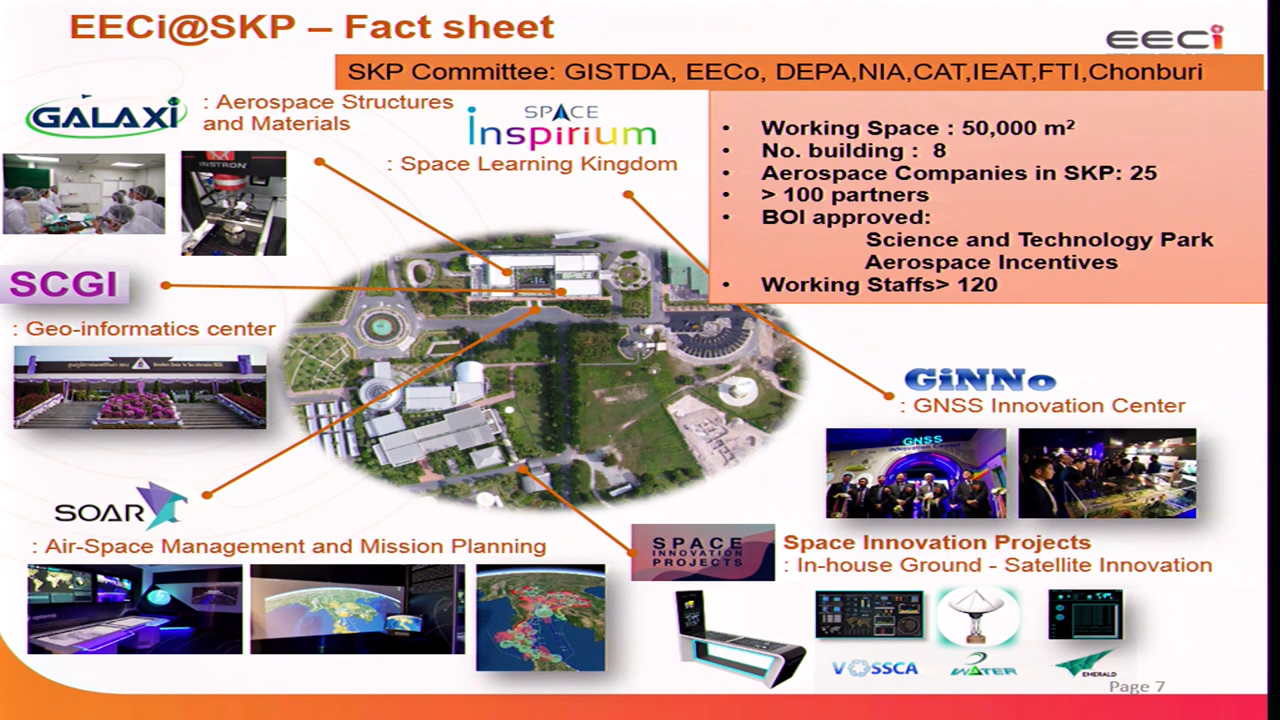 EECi@SKP – Fact sheet
eeci
SKP Committee: GISTDA, EECo, DEPA,NIA,CAT,IEAT,FTI,Chonburi
GALAXi
: Aerospace Structures
and Materials
SPACE
inspirium
: Space Learning Kingdom
• Working Space : 50,000 m²
• No. building : 8
• Aerospace Companies in SKP: 25
• > 100 partners
• BOI approved:
Science and Technology Park
Aerospace Incentives
• Working Staffs> 120
INSTRON
SCGI
: Geo-informatics center
GiNNo
: GNSS Innovation Center
GNSS
Innovation Center
SOAR
: Air-Space Management and Mission Planning
SPACE
INNOVATION
PROJECTS
Space Innovation Projects
: In-house Ground - Satellite Innovation
VOSSCA
WATER
EMERALD
Page 7